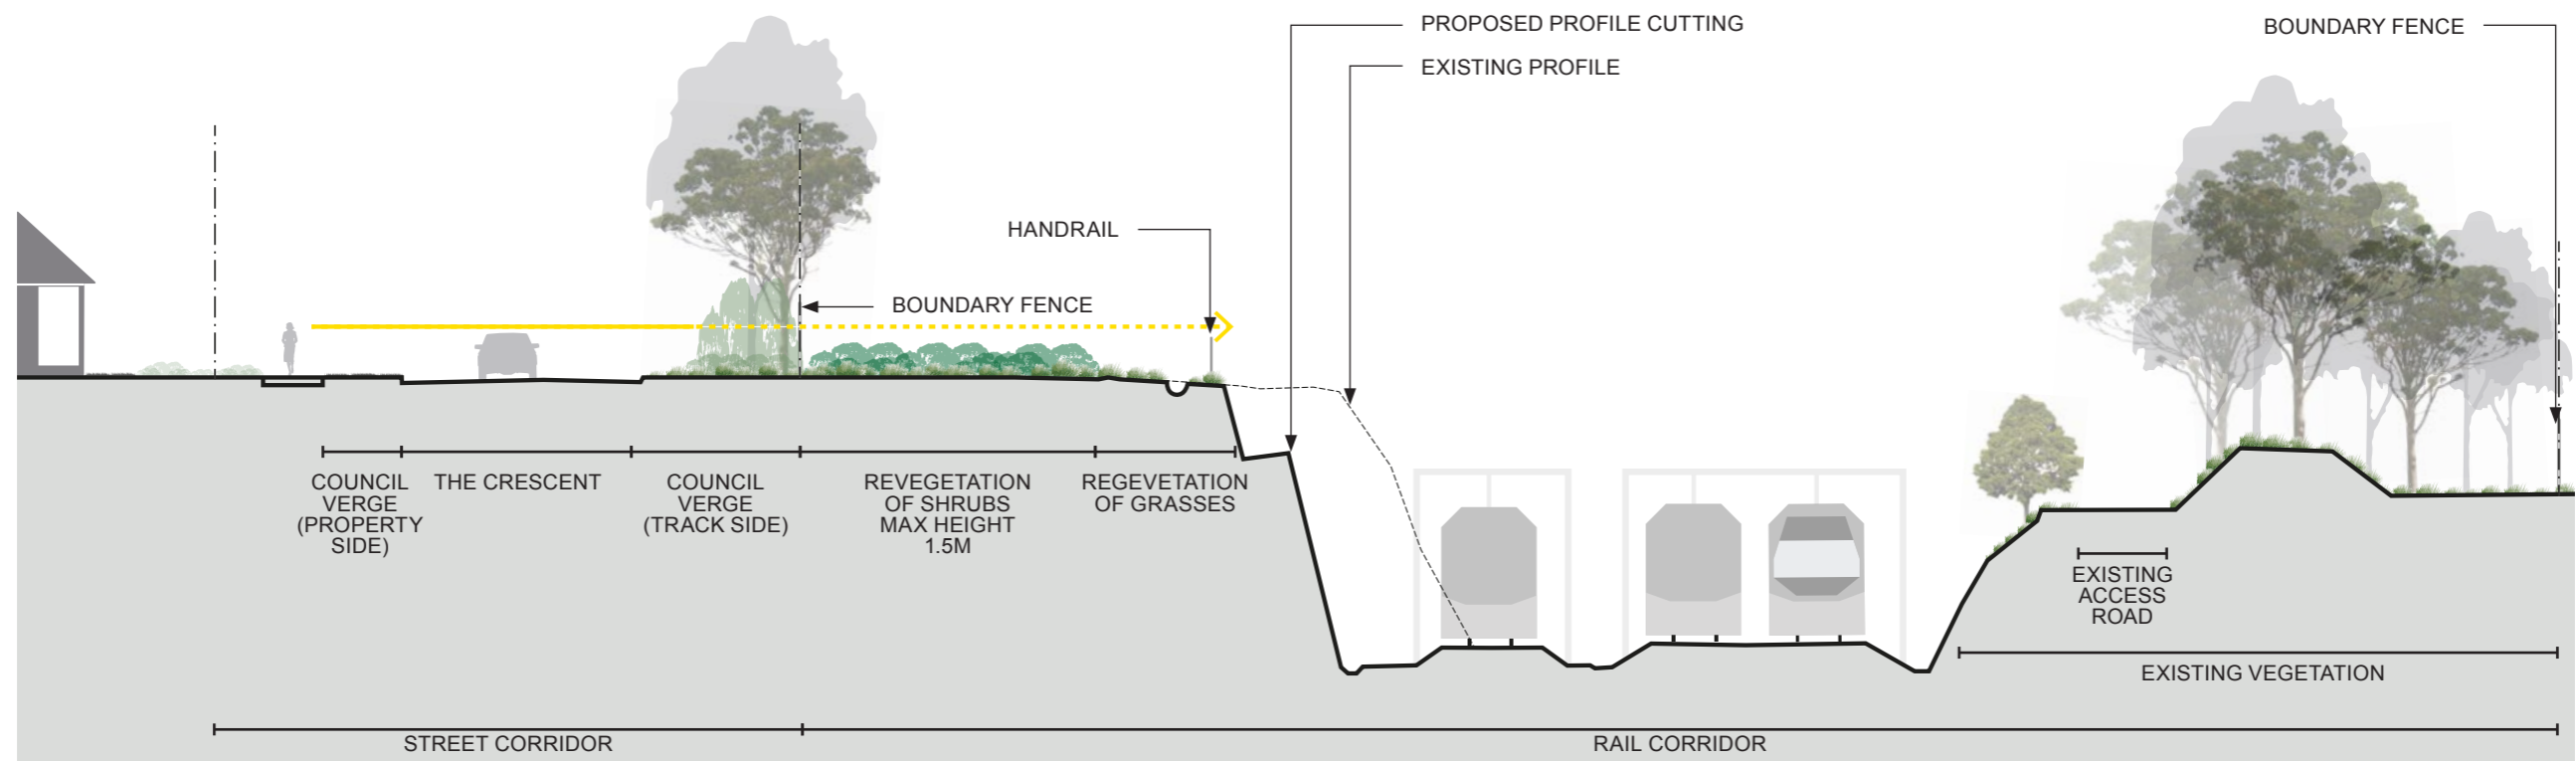 PROPOSED PROFILE CUTTING
BOUNDARY FENCE
EXISTING PROFILE
HANDRAIL
BOUNDARY FENCE
COUNCIL
VERGE
(PROPERTY
SIDE)
THE CRESCENT
COUNCIL
VERGE
(TRACK SIDE)
REVEGETATION
OF SHRUBS
MAX HEIGHT
1.5M
REGEVETATION
OF GRASSES
EXISTING
ACCESS
ROAD
EXISTING VEGETATION
STREET CORRIDOR
RAIL CORRIDOR